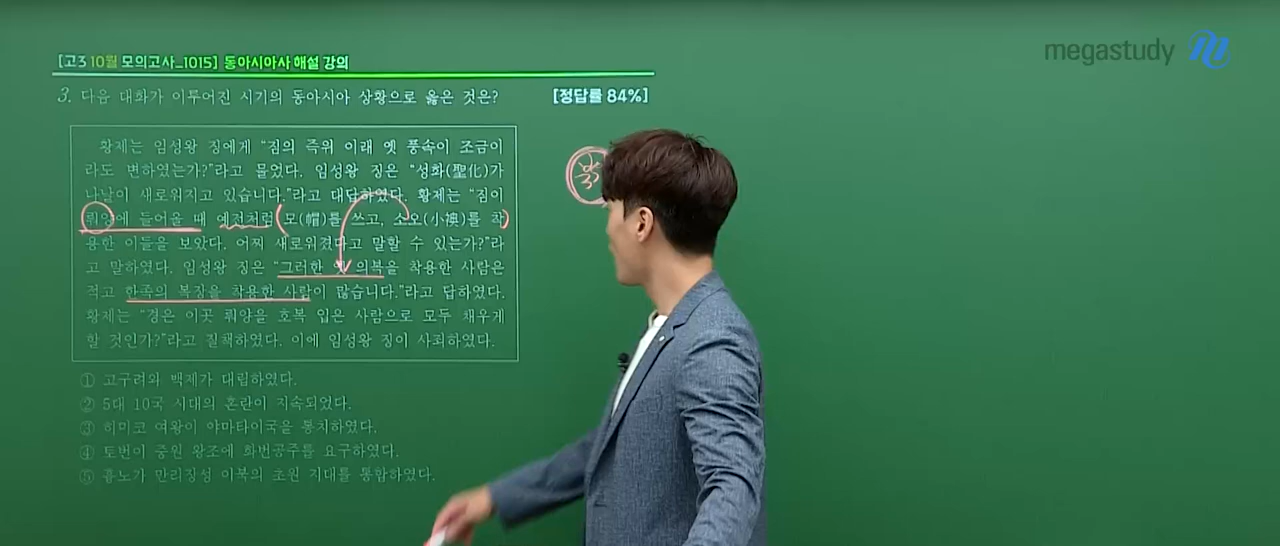 megastudy
[고3 10월 모의고사_1015] 동아시아사 해설 강의
3. 다음 대화가 이루어진 시기의 동아시아 상황으로 옳은 것은? [정답률 84%]
황제는 임성왕 징에게 “짐의 즉위 이래 옛 풍속이 조금이
라도 변하였는가?”라고 물었다. 임성왕 징은 “성화(聖化)가
나날이 새로워지고 있습니다.”라고 대답하였다. 황제는 “짐이
뤄양에 들어올 때 예전처럼 모(帽)를 쓰고, 소오(小襖)를 착
용한 이들을 보았다. 어찌 새로워졌다고 말할 수 있는가?”라
고 말하였다. 임성왕 징은 “그러한 옛 의복을 착용한 사람은
적고 한족의 복장을 착용한 사람이 많습니다.”라고 답하였다.
황제는 “경은 이곳 뤄양을 호복 입은 사람으로 모두 채우게
할 것인가?”라고 질책하였다. 이에 임성왕 징이 사죄하였다.
① 고구려와 백제가 대립하였다.
② 5대 10국 시대의 혼란이 지속되었다.
③ 히미코 여왕이 야마타이국을 통치하였다.
④ 토번이 중원 왕조에 화번공주를 요구하였다.
⑤ 흉노가 만리장성 이북의 초원 지대를 통합하였다.